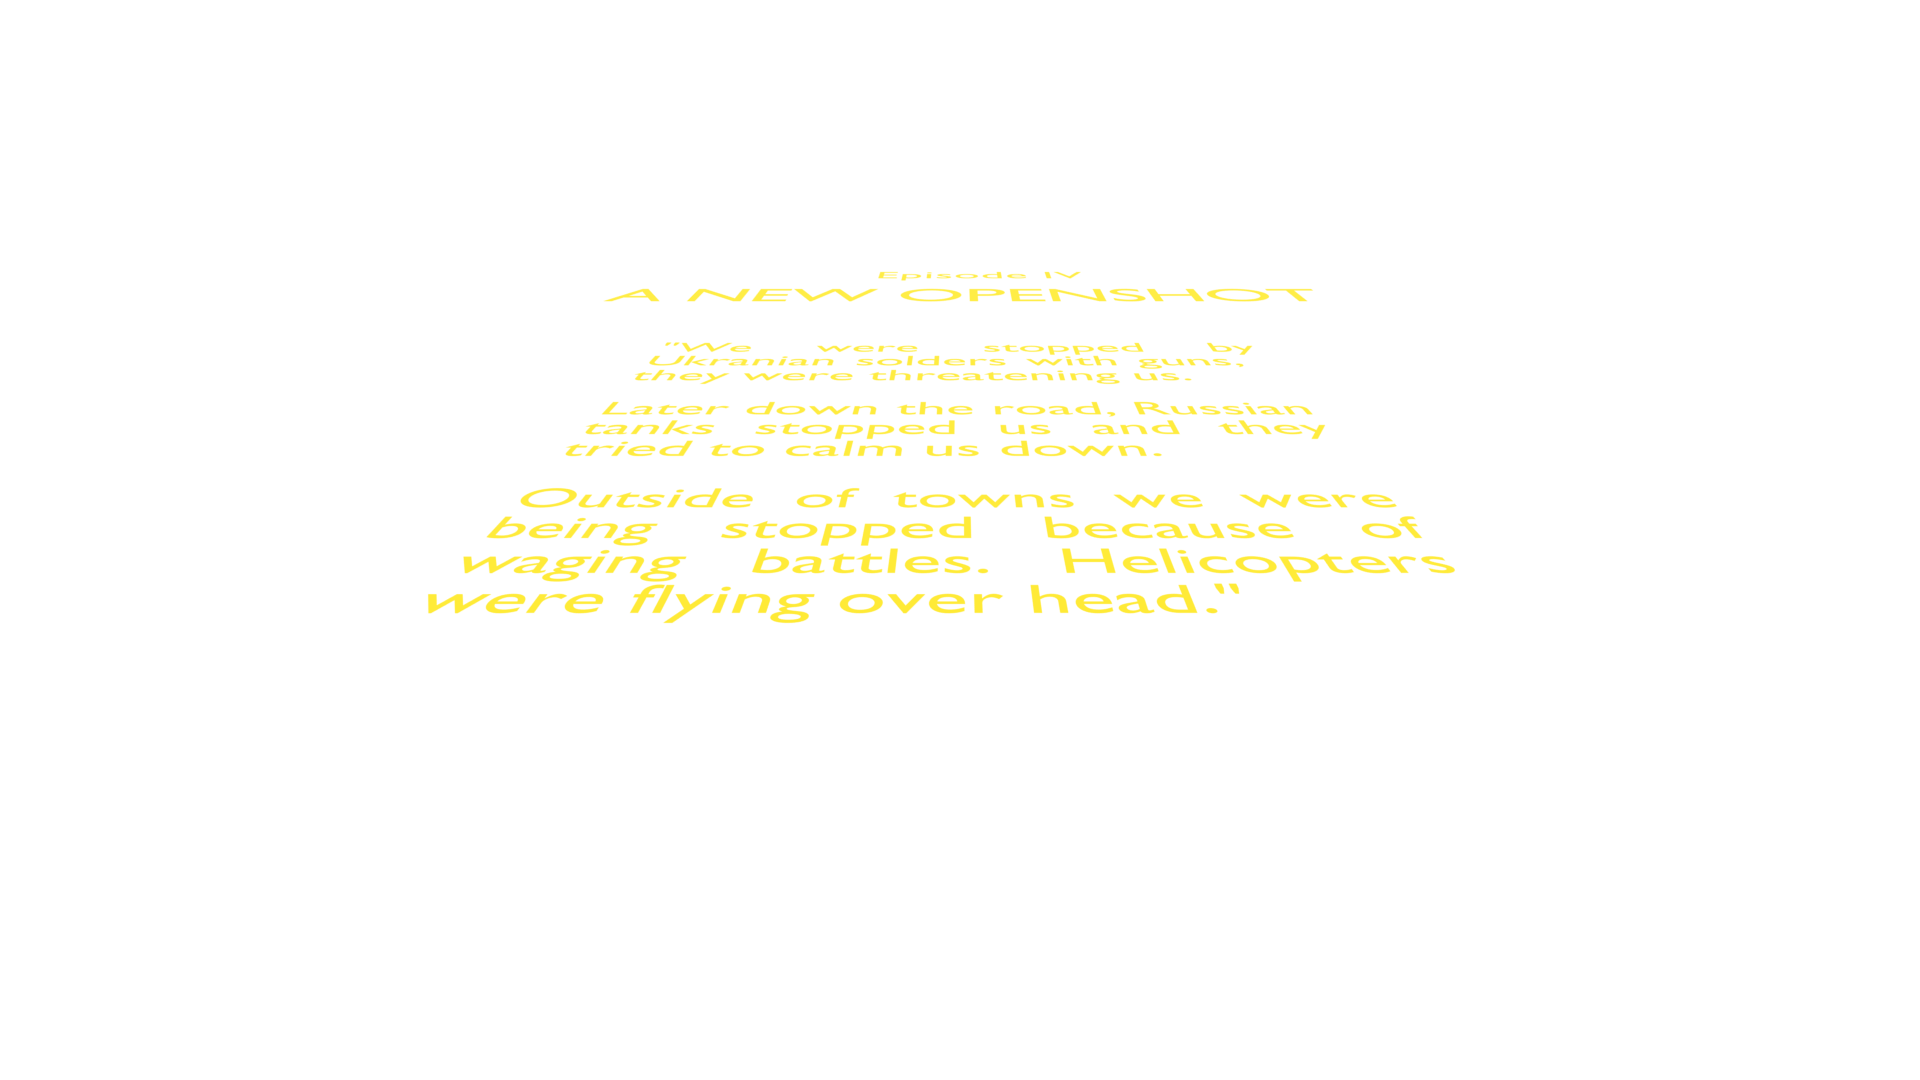 Episode IV
A NEW OPENSHOT
"We were stopped by
Ukranian solders with guns,
they were threatening us.
Later down the road, Russian
tanks stopped us and they
tried to calm us down.
Outside of towns we were
being stopped because of
waging battles. Helicopters
were flying over head."